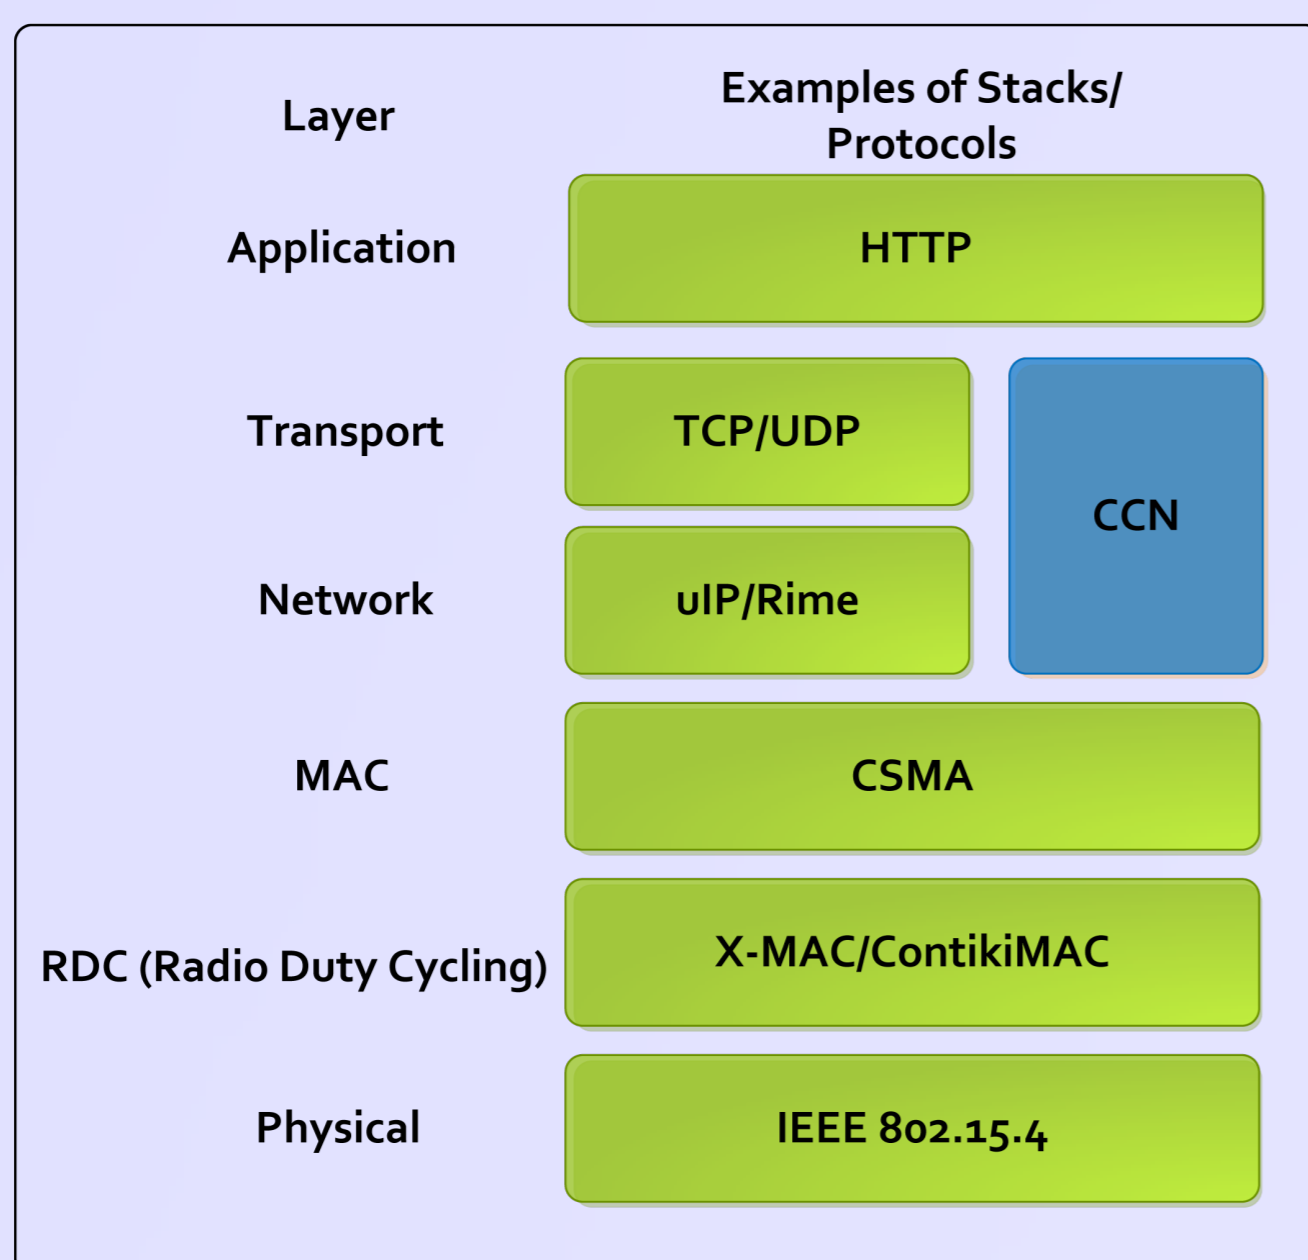 Layer
Examples of Stacks/
Protocols
Application
HTTP
Transport
TCP/UDP
CCN
Network
uIP/Rime
MAC
CSMA
RDC (Radio Duty Cycling)
X-MAC/ContikiMAC
Physical
IEEE 802.15.4